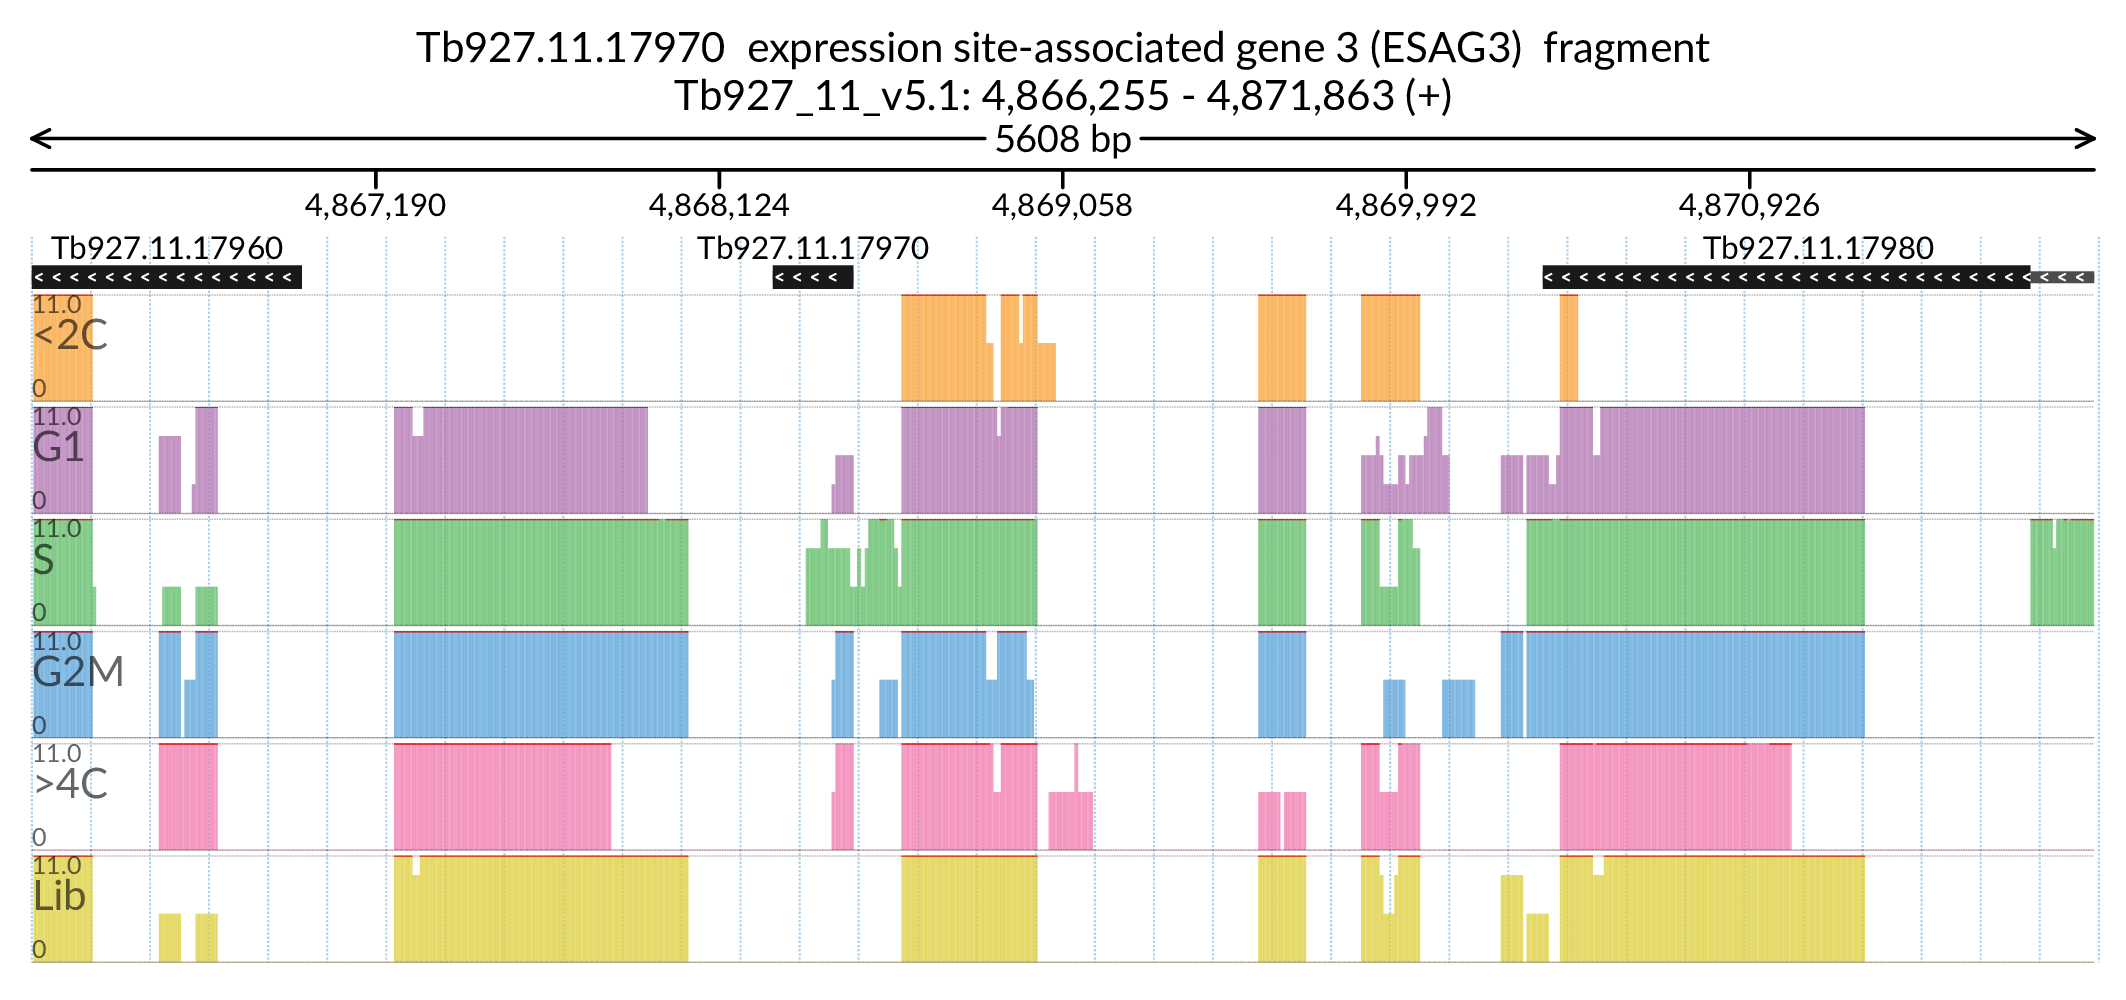 Tb927.11.17970 expression site-associated gene 3 (ESAG3) fragment
Tb927_11_v5.1: 4,866,255 - 4,871,863 (+)
5608 bp
4,867,190 4,868,124 4,869,058 4,869,992 4,870,926
Tb927.11.17960 Tb927.11.17970 Tb927.11.17980
11.0
<2C
0
11.0
G1
0
11.0
S
0
11.0
G2M
0
11.0
>4C
0
11.0
Lib
0